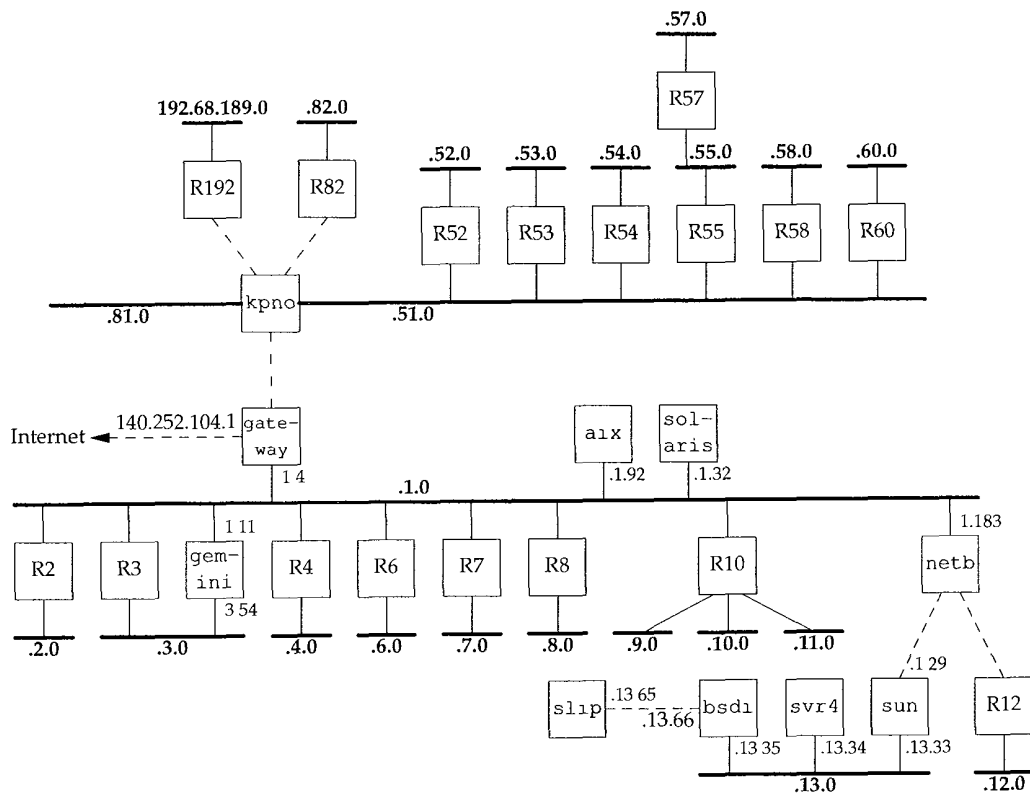 .57.0
R57
192.68.189.0
.82.0
.52.0
.53.0
.54.0
.55.0
.58.0
.60.0
R192
R82
R52
R53
R54
R55
R58
R60
kpno
.81.0
.51.0
140.252.104.1
Internet
gate-
way
aıx
sol-
aris
1 4
.1.92
.1.32
.1.0
1 11
1.183
R2
R3
gem-
ini
R4
R6
R7
R8
R10
netb
3 54
.2.0
.3.0
.4.0
.6.0
.7.0
.8.0
.9.0
.10.0
.11.0
.1 29
slıp
.13 65
.13.66
bsdı
svr4
sun
R12
.13 35
.13.34
.13.33
.13.0
.12.0